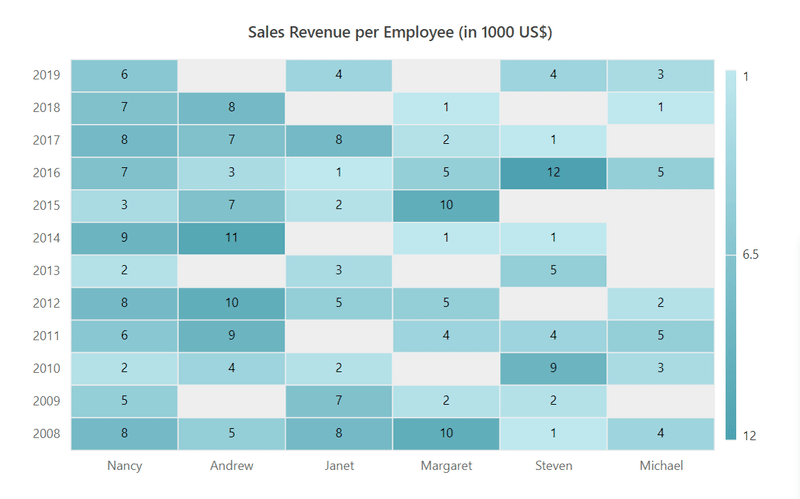 Sales Revenue per Employee (in 1000 US$)
2019 6 4 4 3 1
2018 7 8 1 1
2017 8 7 8 2 1
2016 7 3 1 5 12 5
2015 3 7 2 10
2014 9 11 1 1
6.5
2013 2 3 5
2012 8 10 5 5 2
2011 6 9 4 4 5
2010 2 4 2 9 3
2009 5 7 2 2
2008 8 5 8 10 1 4 12
Nancy Andrew Janet Margaret Steven Michael